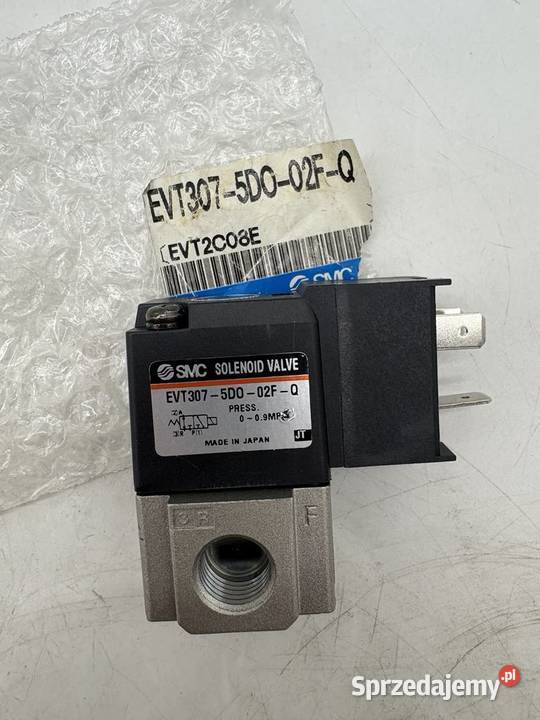 EVT307-5DO-02F-Q
(EVT2C08E
SMC
SMC SOLENOID VALVE
EVT307-5DO-02F-Q
PRESS.
0~0.9MPa
A
R P(1)
MADE IN JAPAN
JT
3R F
Sprzedajemy.pl